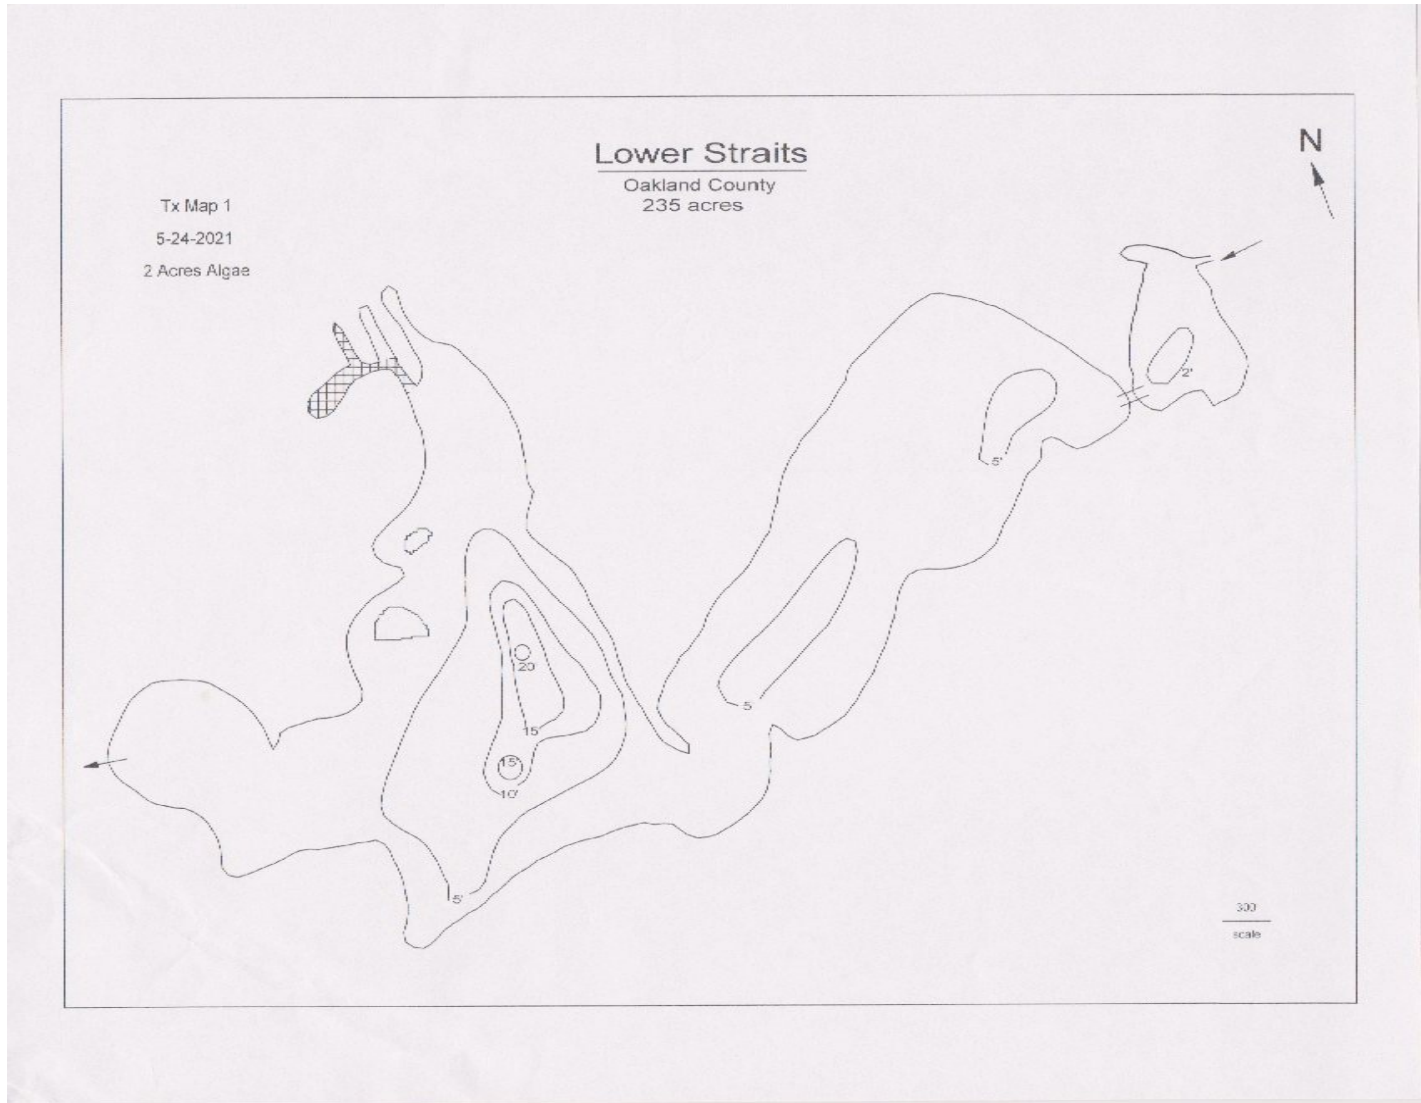 Lower Straits
Oakland County
235 acres
N
Tx Map 1
5-24-2021
2 Acres Algae
2'
5'
20
5
15
15'
10'
5'
300
scale